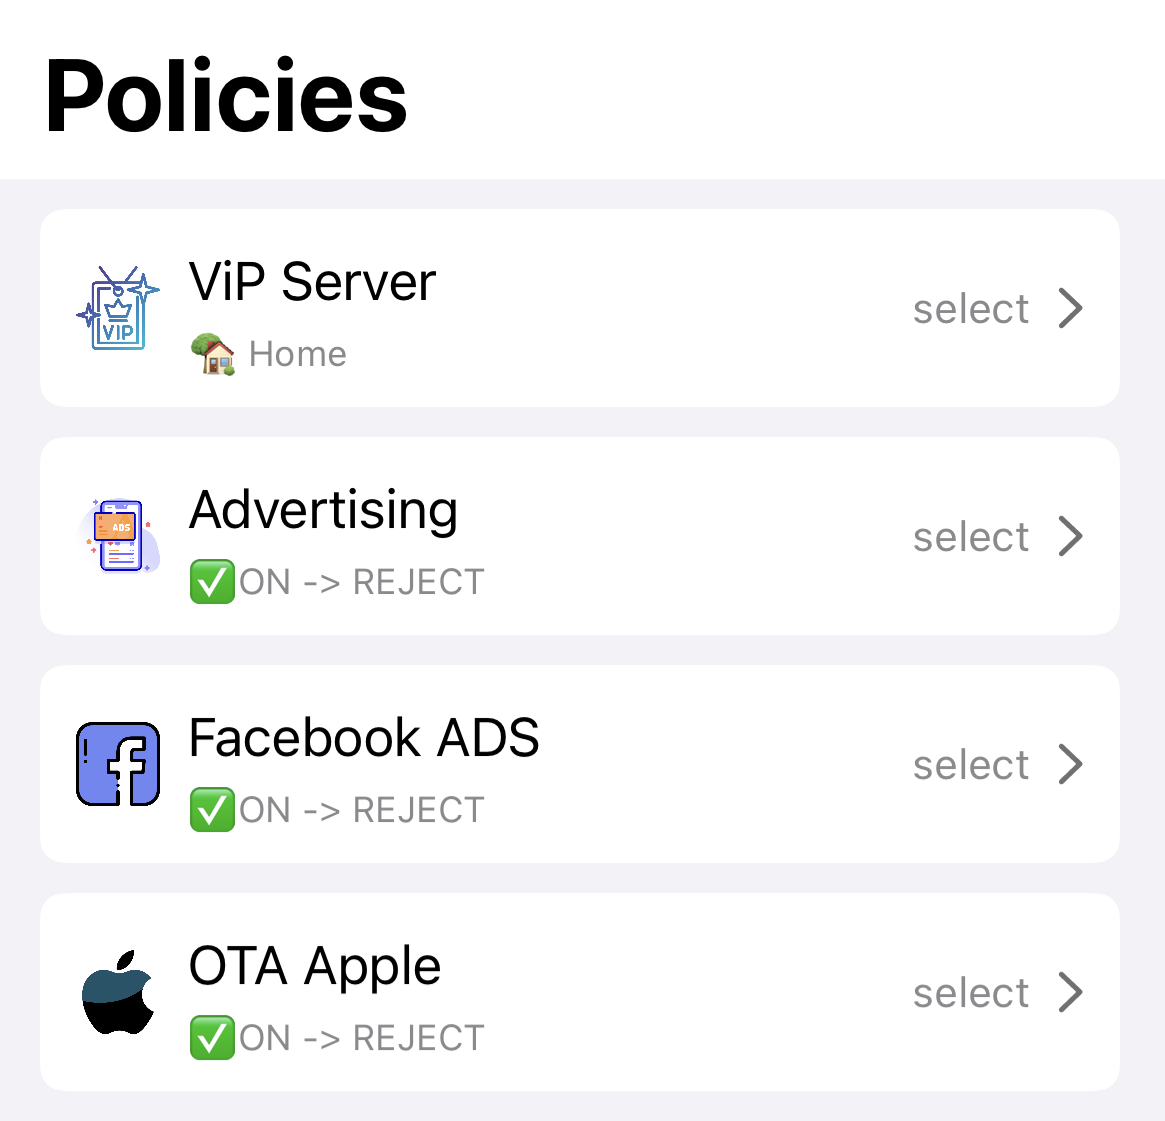 Policies
ViP Server
🏡 Home
select
VIP
Advertising
✅ON -> REJECT
select
ADS
Facebook ADS
✅ON -> REJECT
select
OTA Apple
✅ON -> REJECT
select